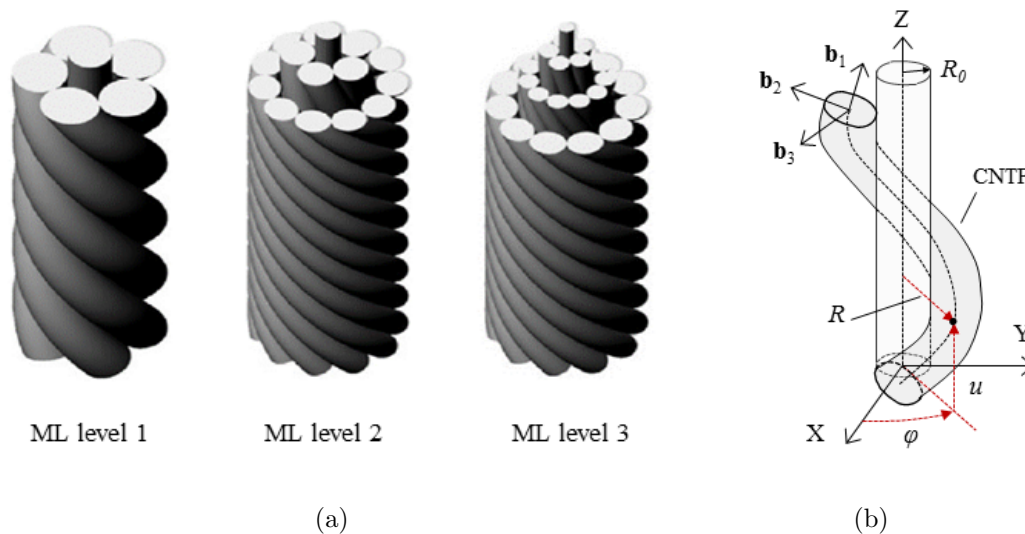 Z
b1
b2
R0
b3
CNTF
R
Y
u
X
φ
ML level 1
ML level 2
ML level 3
(a)
(b)